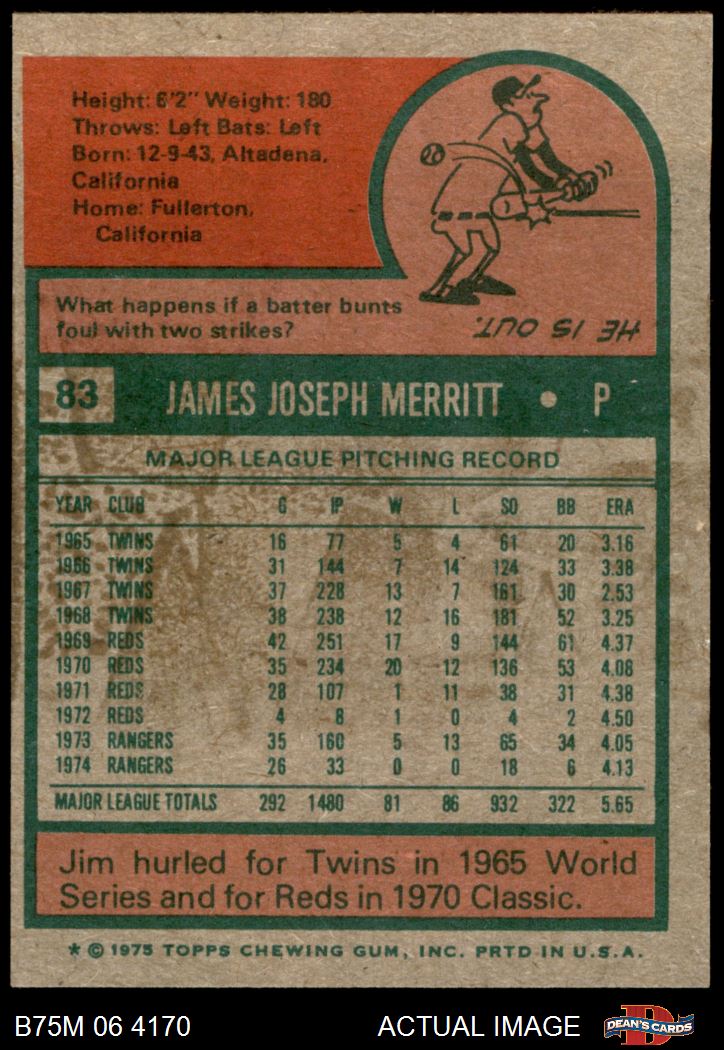 Height: 6'2" Weight: 180
Throws: Left Bats: Left
Born: 12-9-43, Altadena,
California
Home: Fullerton,
California
What happens if a batter bunts
foul with two strikes?
HE IS OUT.
83 JAMES JOSEPH MERRITT • P
MAJOR LEAGUE PITCHING RECORD
YEAR CLUB G IP W L SO BB ERA
1965 TWINS 16 77 5 4 61 20 3.16
1966 TWINS 31 144 7 14 124 33 3.38
1967 TWINS 37 228 13 7 161 30 2.53
1968 TWINS 38 238 12 16 181 52 3.25
1969 REDS 42 251 17 9 144 61 4.37
1970 REDS 35 234 20 12 136 53 4.08
1971 REDS 28 107 1 11 38 31 4.38
1972 REDS 4 8 1 0 4 2 4.50
1973 RANGERS 35 160 5 13 65 34 4.05
1974 RANGERS 26 33 0 0 18 6 4.13
MAJOR LEAGUE TOTALS 292 1480 81 86 932 322 5.65
Jim hurled for Twins in 1965 World
Series and for Reds in 1970 Classic.
* © 1975 TOPPS CHEWING GUM, INC. PRTD IN U.S.A.
B75M 06 4170 ACTUAL IMAGE D DEAN'S CARDS